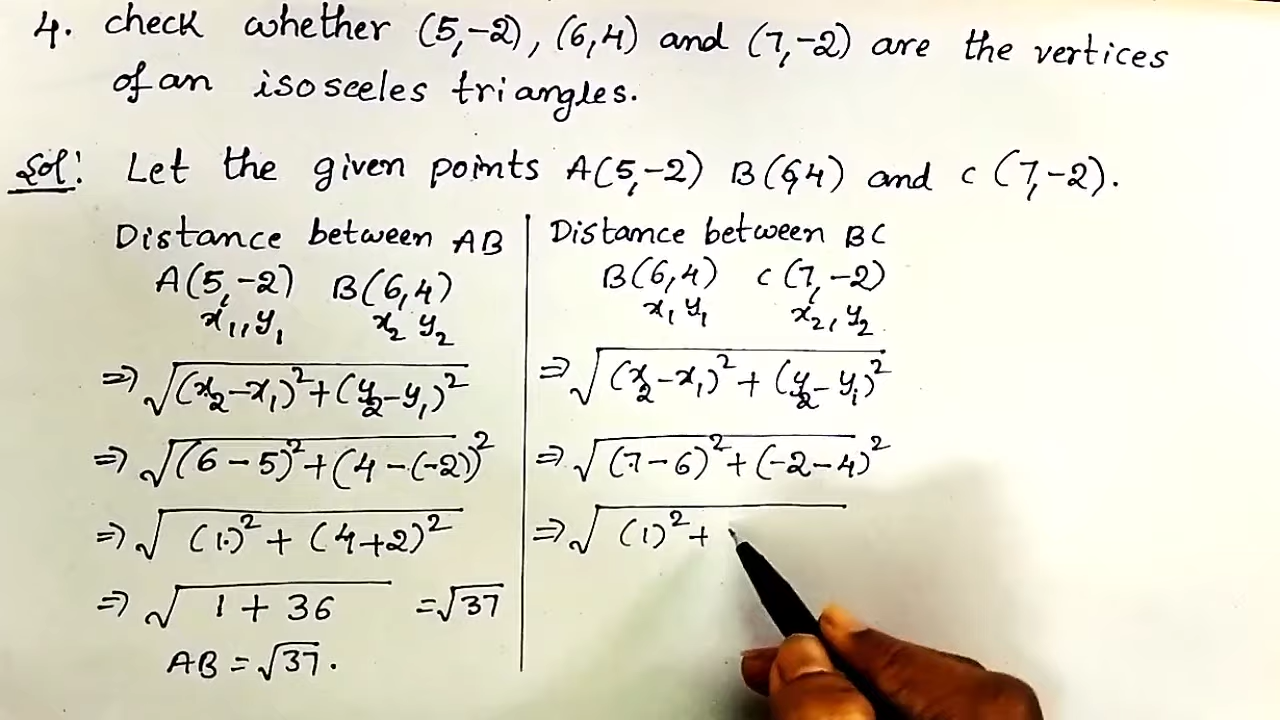 4. check whether (5,-2), (6,4) and (7,-2) are the vertices
of an isosceles triangles.
Sol: Let the given points A(5,-2) B(6,4) and C (7,-2).
Distance between AB
A(5,-2) B(6,4)
x₁, y₁ x₂ y₂
⇒ √(x₂-x₁)²+(y₂-y₁)²
⇒ √(6-5)²+(4-(-2))²
⇒ √(1)²+(4+2)²
⇒ √1+36 =√37
AB=√37.
Distance between BC
B(6,4) C(7,-2)
x₁ y₁ x₂, y₂
⇒ √(x₂-x₁)²+(y₂-y₁)²
⇒ √(7-6)²+(-2-4)²
⇒ √(1)²+